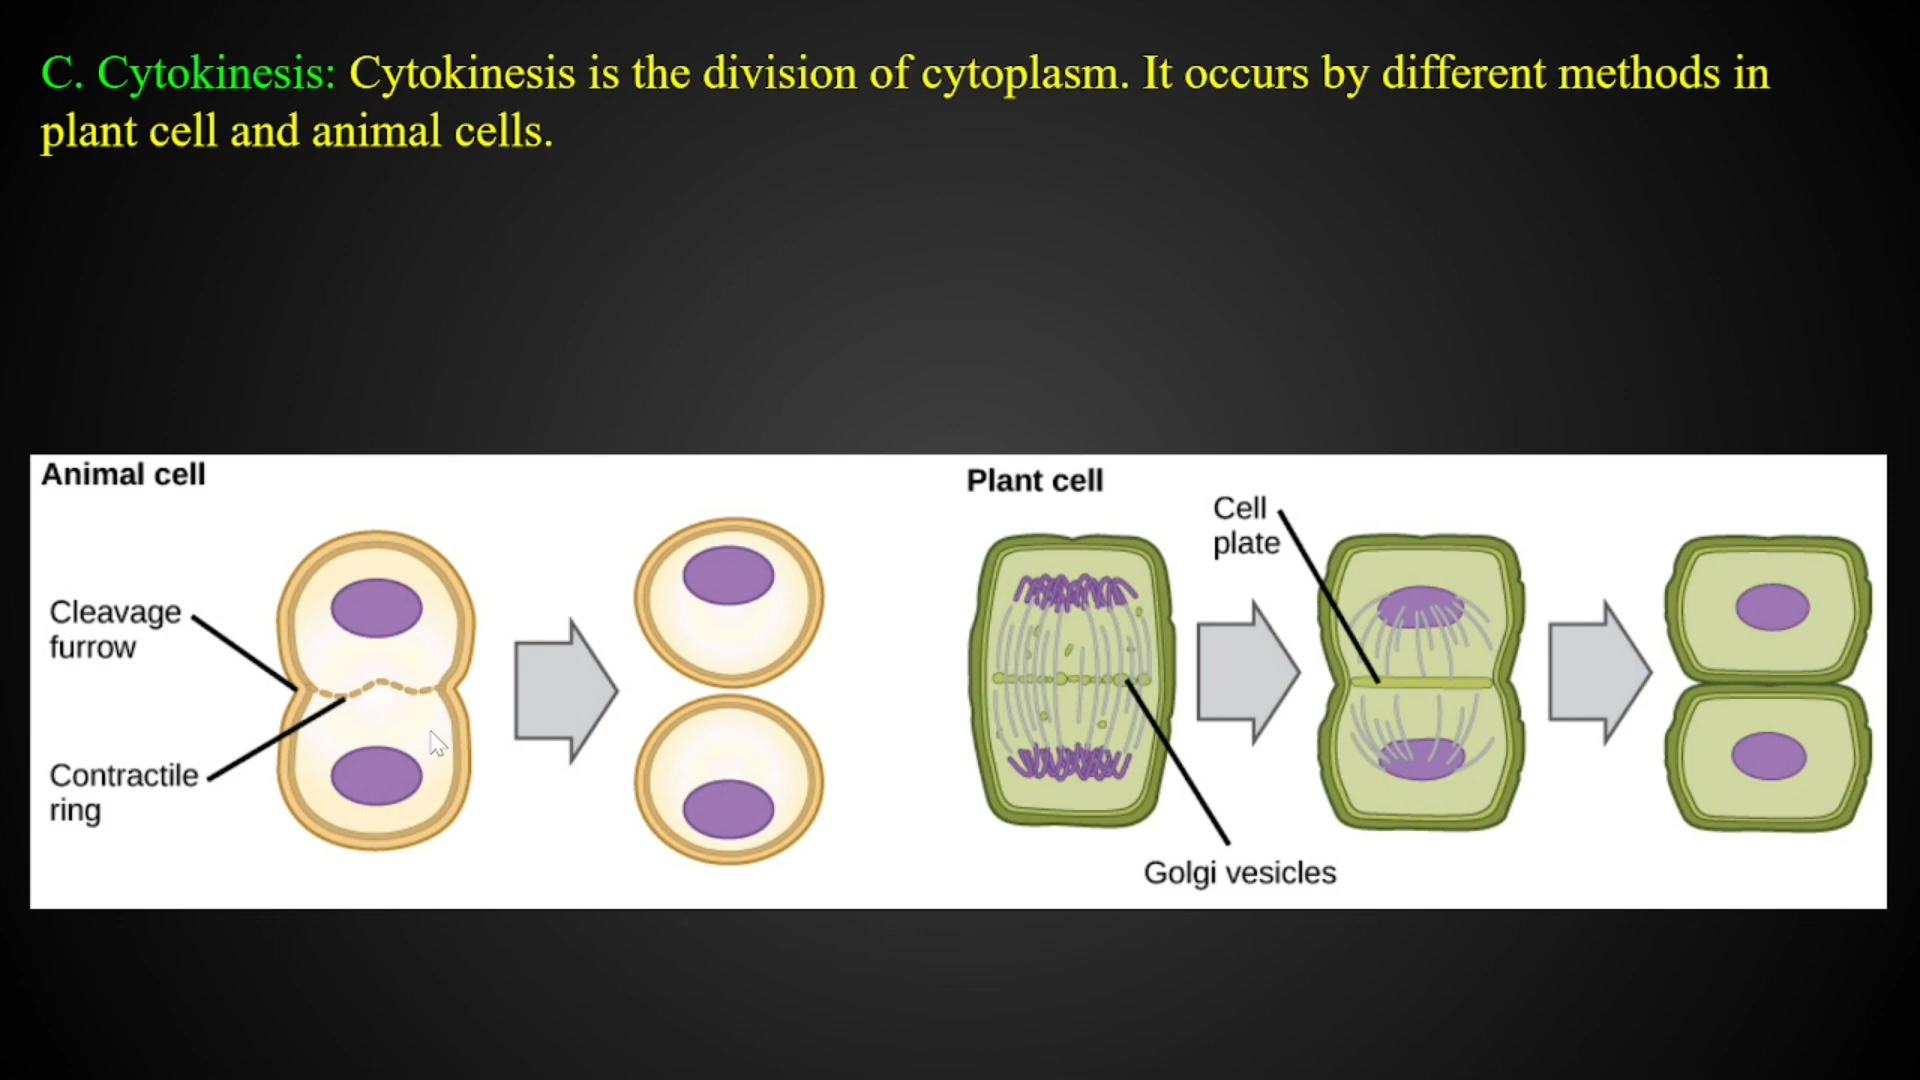 C. Cytokinesis: Cytokinesis is the division of cytoplasm. It occurs by different methods in
plant cell and animal cells.
Animal cell
Cleavage
furrow
Contractile
ring
Plant cell
Cell
plate
Golgi vesicles